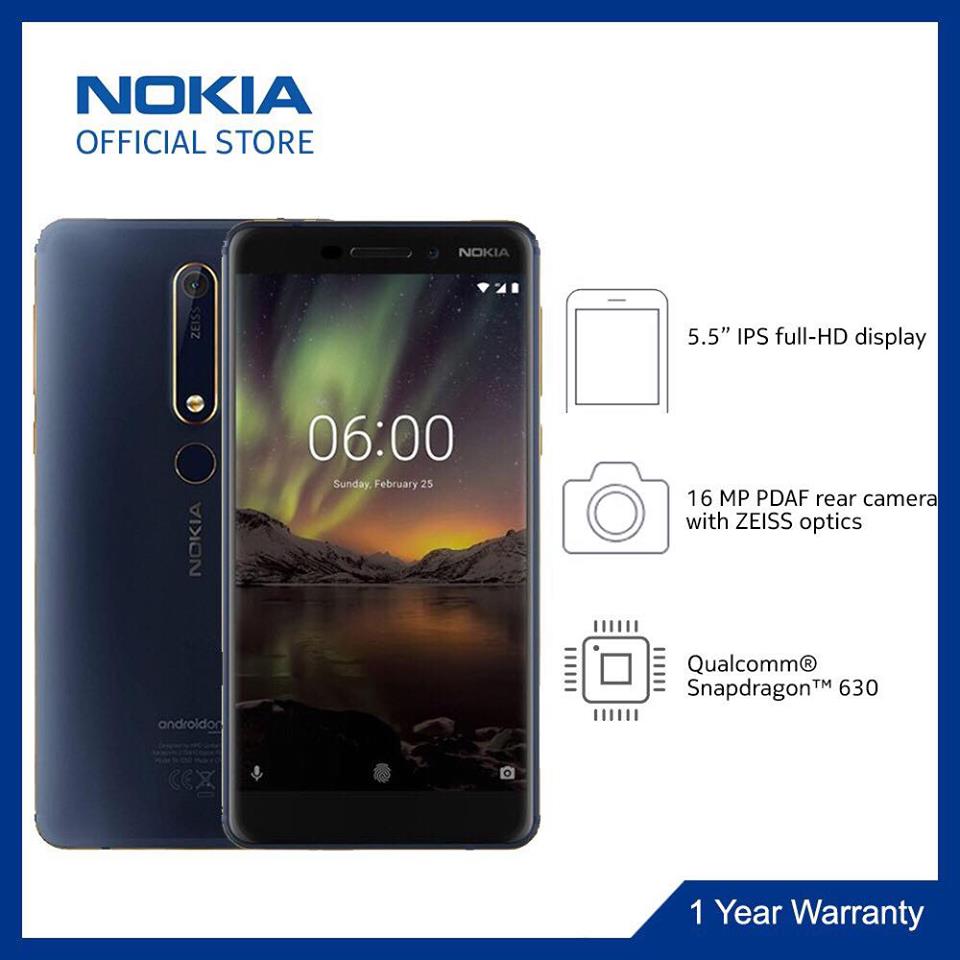 NOKIA
OFFICIAL STORE
NOKIA
ZEISS
06:00
Sunday, February 25
NOKIA
5.5” IPS full-HD display
16 MP PDAF rear camera
with ZEISS optics
Qualcomm®
Snapdragon™ 630
1 Year Warranty